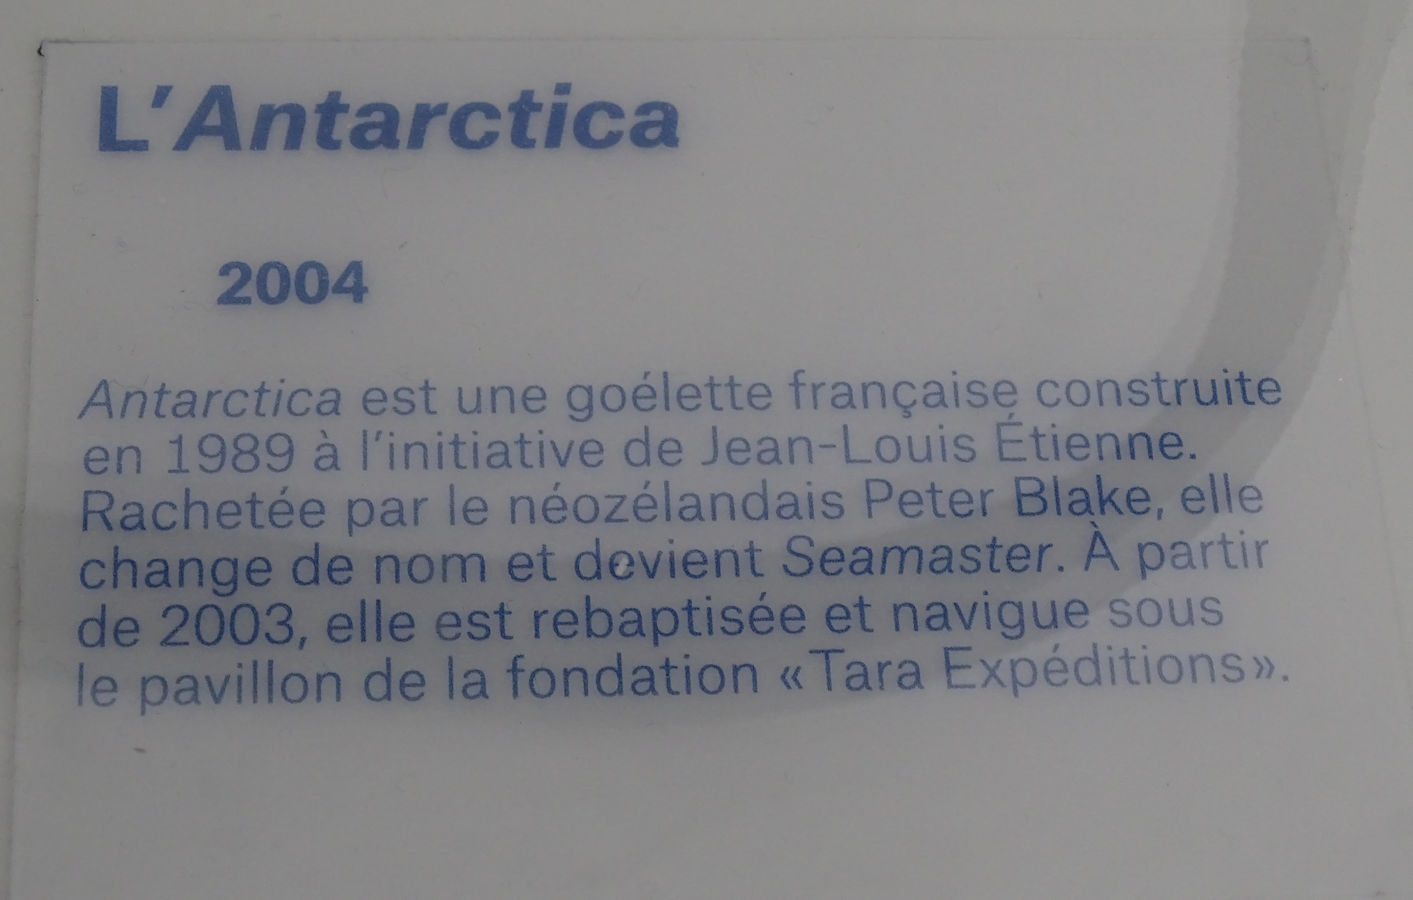 L'Antarctica
2004
Antarctica est une goélette française construite
en 1989 à l'initiative de Jean-Louis Étienne.
Rachetée par le néozélandais Peter Blake, elle
change de nom et devient Seamaster. À partir
de 2003, elle est rebaptisée et navigue sous
le pavillon de la fondation « Tara Expéditions».